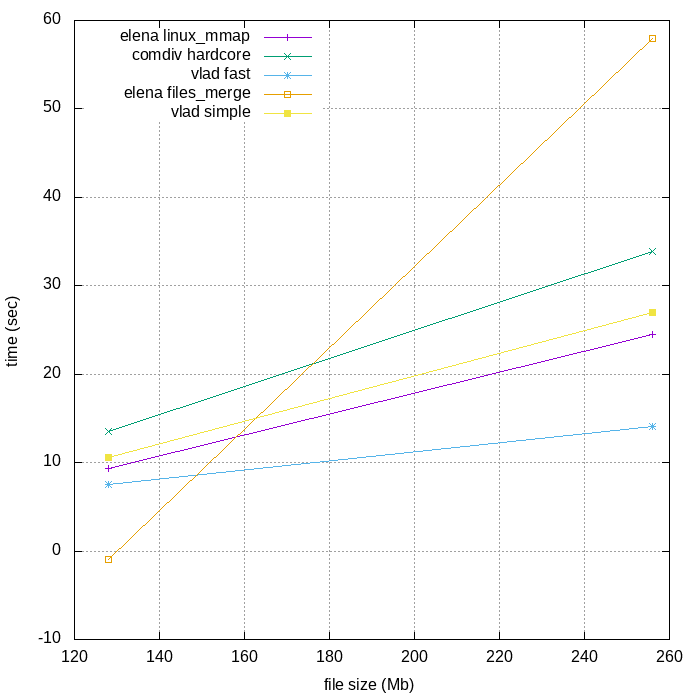 60
50
40
30
20
10
0
-10
120 140 160 180 200 220 240 260
time (sec)
file size (Mb)
elena linux_mmap
comdiv hardcore
vlad fast
elena files_merge
vlad simple